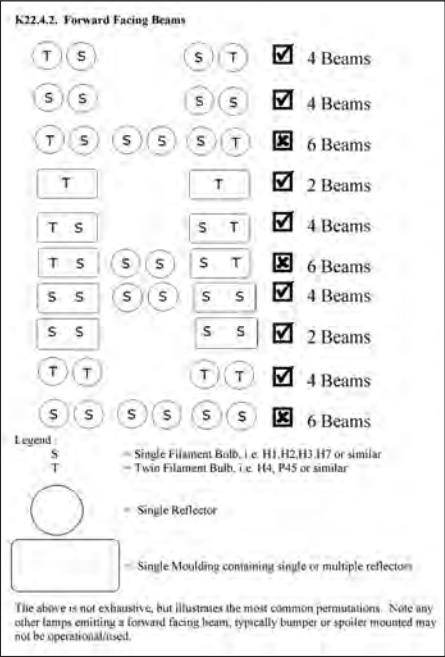 K22.4.2. Forward Facing Beams
T S S T 4 Beams
S S S S 4 Beams
T S S S S T 6 Beams
T T 2 Beams
T S S T 4 Beams
T S S S S T 6 Beams
S S S S S S 4 Beams
S S S S 2 Beams
T T T T 4 Beams
S S S S S S 6 Beams
Legend :
S = Single Filament Bulb, i.e. H1,H2,H3.H7 or similar
T = Twin Filament Bulb, i.e. H4, P45 or similar
= Single Reflector
= Single Moulding containing single or multiple reflectors
The above is not exhaustive, but illustrates the most common permutations. Note any
other lamps emitting a forward facing beam, typically bumper or spoiler mounted may
not be operational/used.